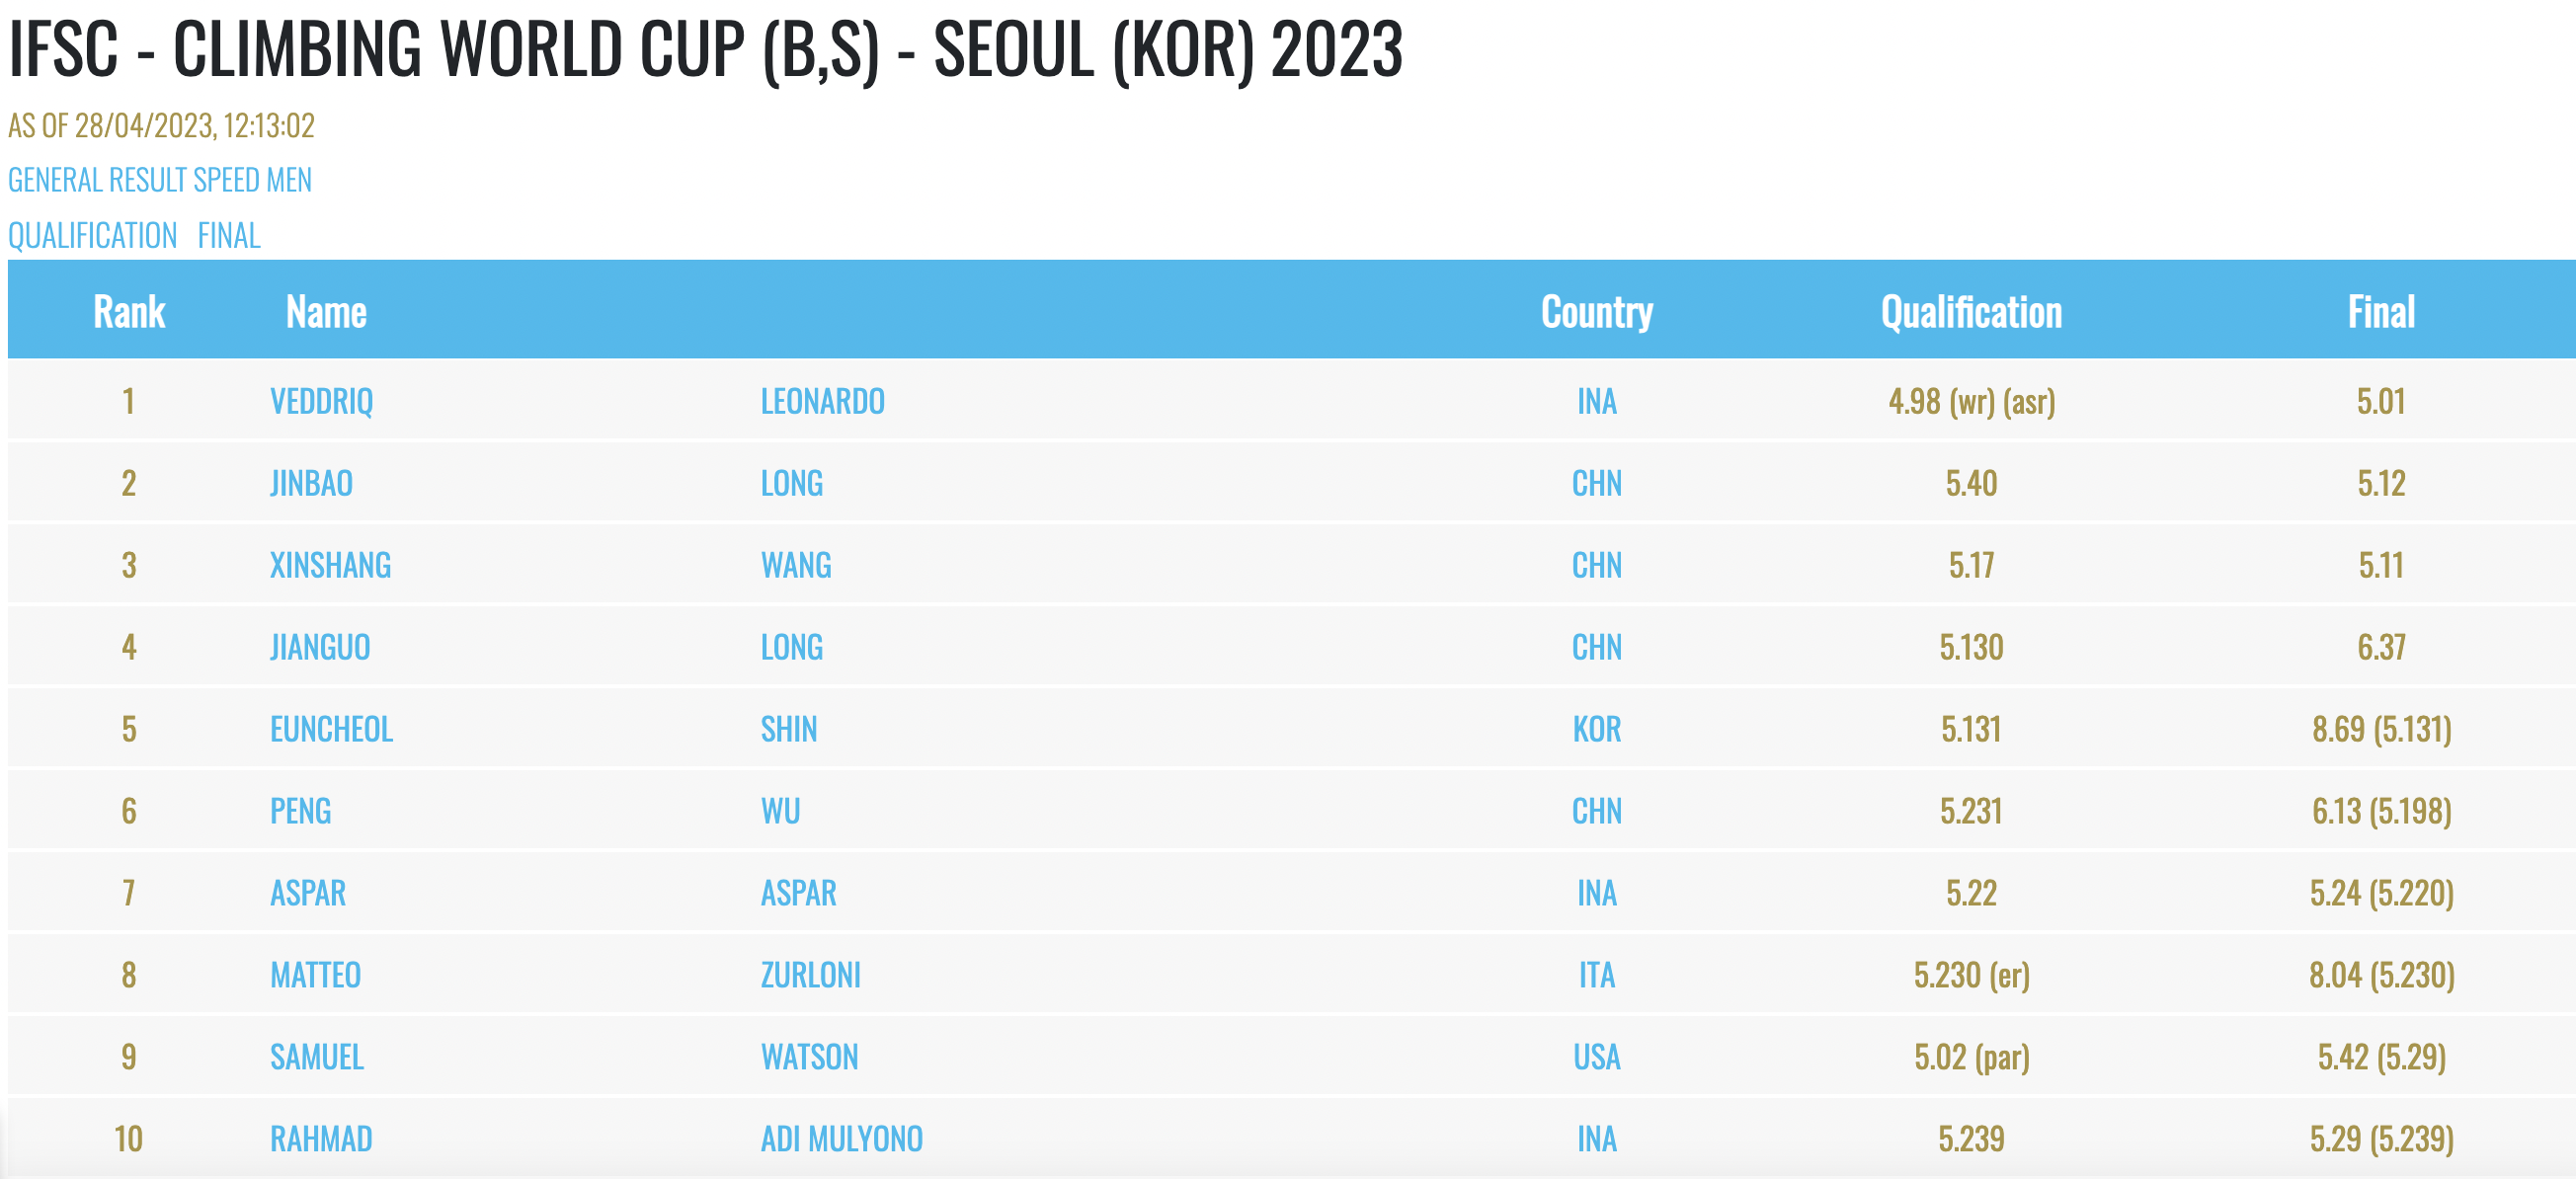 IFSC - CLIMBING WORLD CUP (B,S) - SEOUL (KOR) 2023
AS OF 28/04/2023, 12:13:02
GENERAL RESULT SPEED MEN
QUALIFICATION FINAL
Rank Name Country Qualification Final
1 VEDDRIQ LEONARDO INA 4.98 (wr) (asr) 5.01
2 JINBAO LONG CHN 5.40 5.12
3 XINSHANG WANG CHN 5.17 5.11
4 JIANGUO LONG CHN 5.130 6.37
5 EUNCHEOL SHIN KOR 5.131 8.69 (5.131)
6 PENG WU CHN 5.231 6.13 (5.198)
7 ASPAR ASPAR INA 5.22 5.24 (5.220)
8 MATTEO ZURLONI ITA 5.230 (er) 8.04 (5.230)
9 SAMUEL WATSON USA 5.02 (par) 5.42 (5.29)
10 RAHMAD ADI MULYONO INA 5.239 5.29 (5.239)